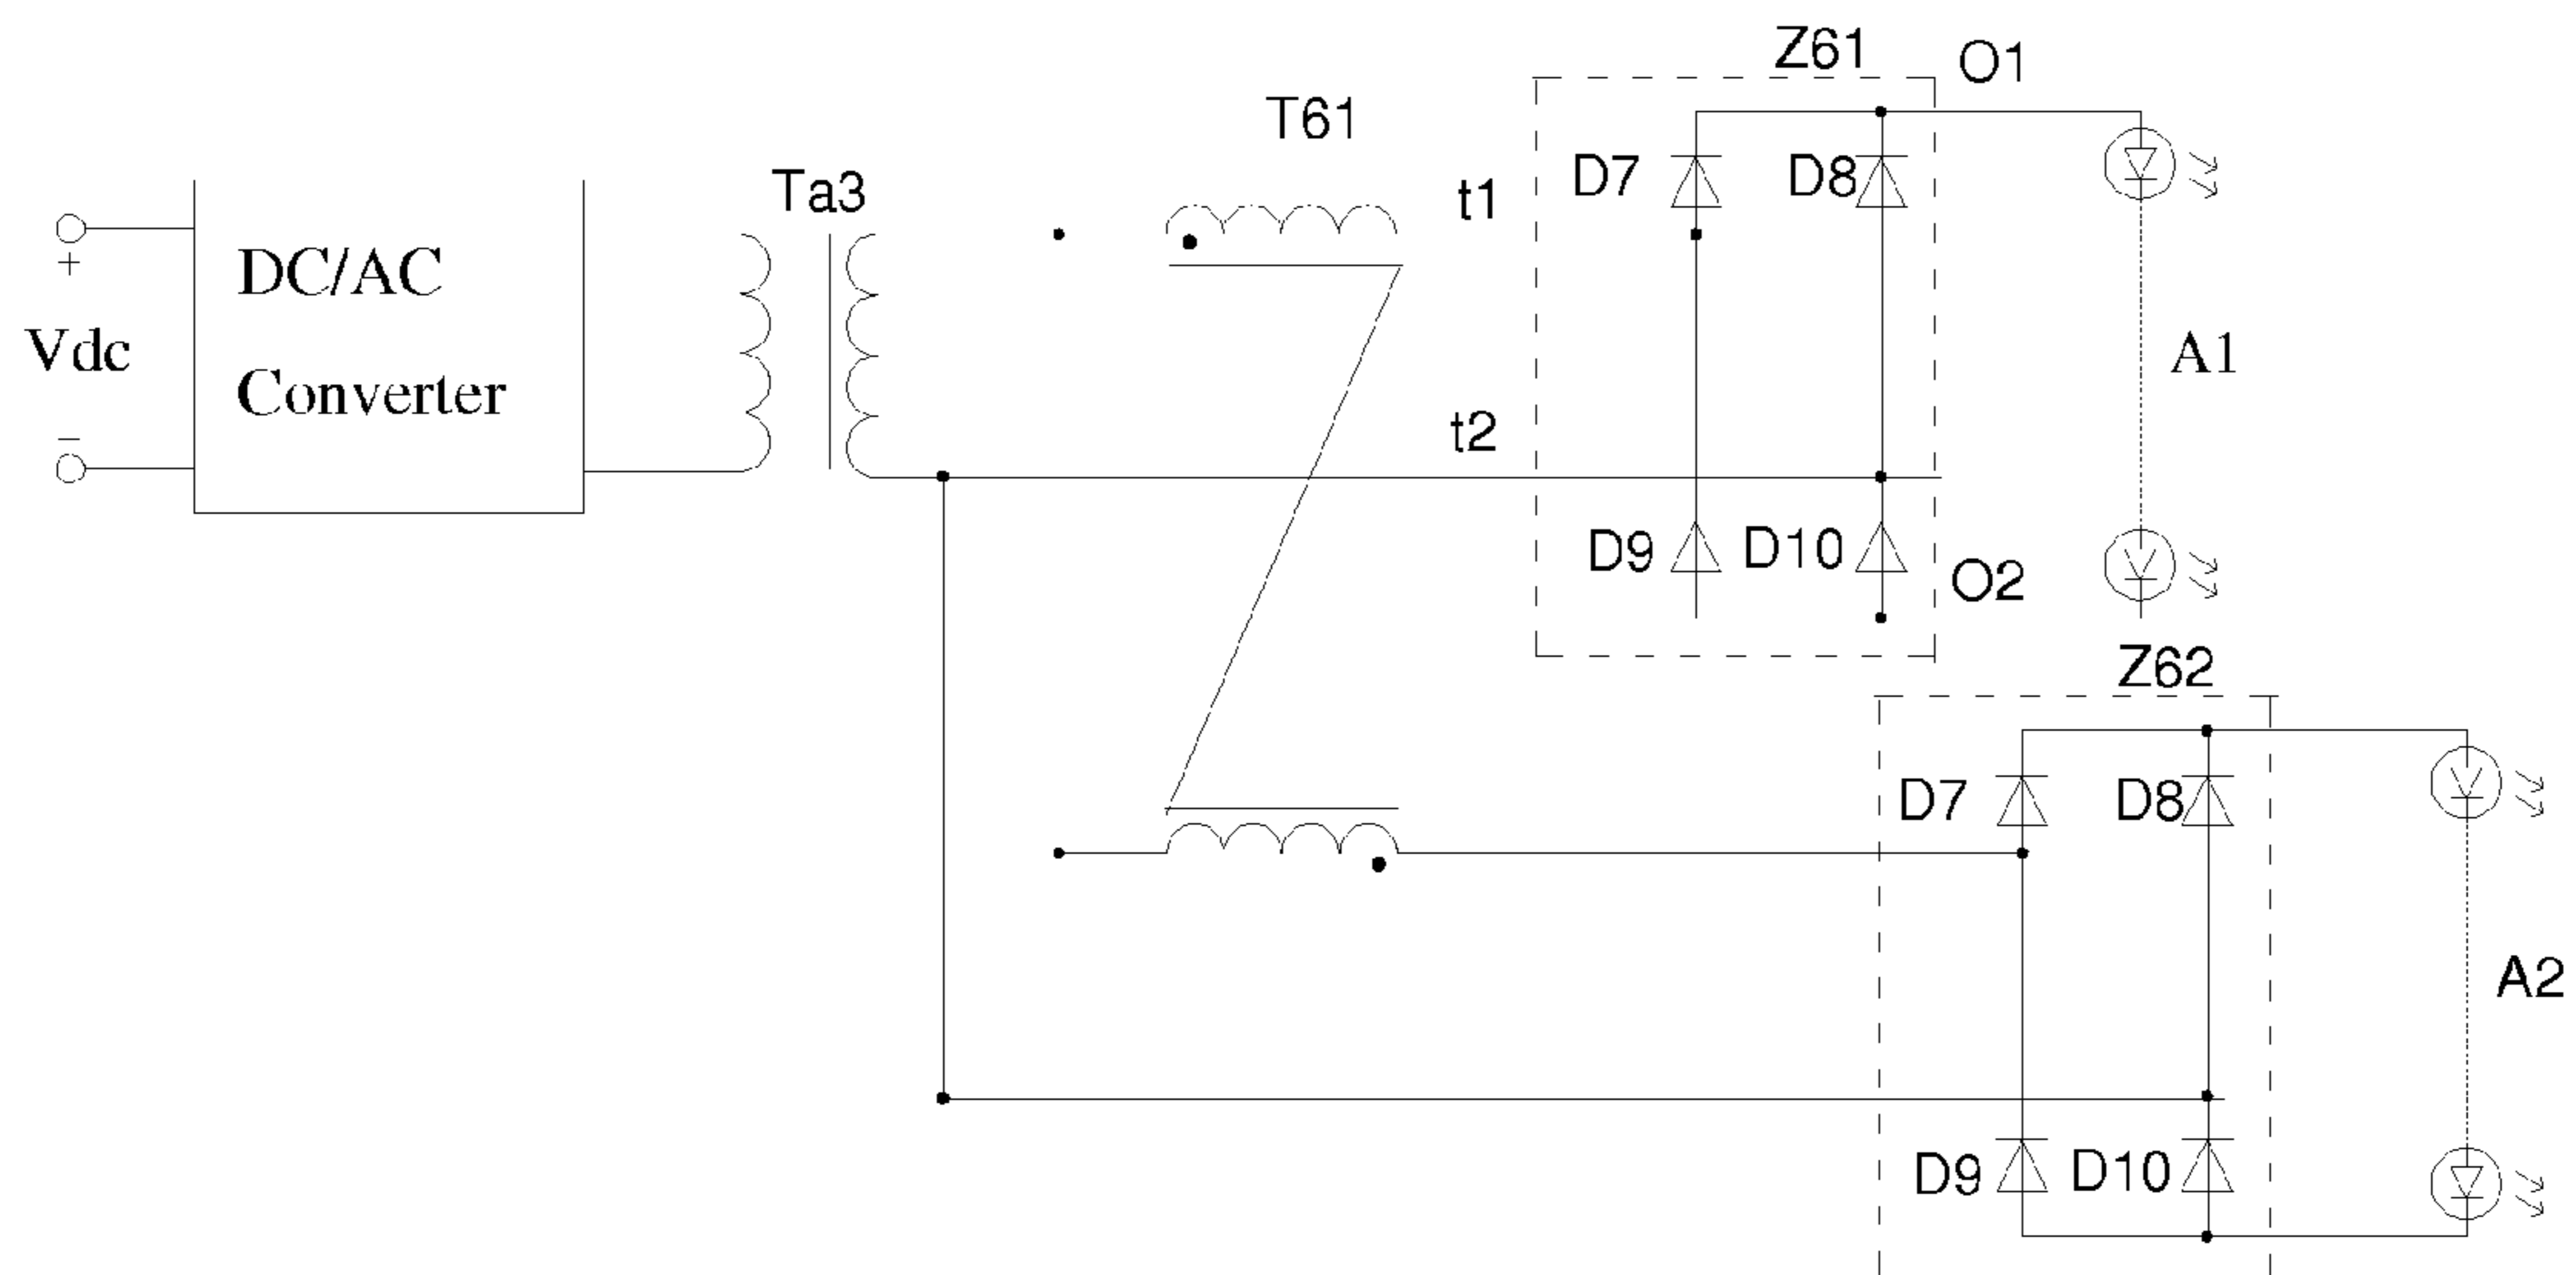 Z61
O1
T61
Ta3
t1
D7
D8
+
DC/AC
Vdc
Converter
A1
t2
−
D9
D10
O2
Z62
D7
D8
A2
D9
D10